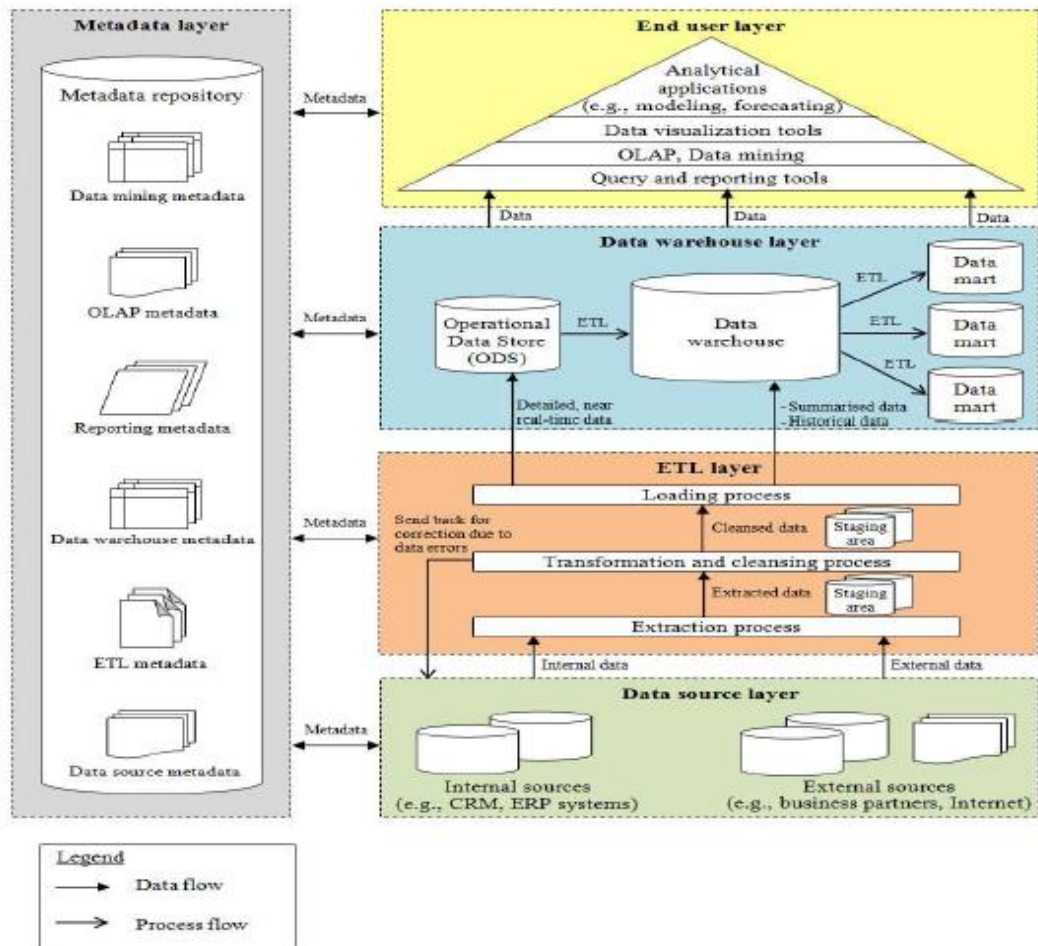 Metadata layer
Metadata repository
Data mining metadata
OLAP metadata
Reporting metadata
Data warehouse metadata
ETL metadata
Data source metadata
Metadata
Metadata
Metadata
Metadata
End user layer
Analytical
applications
(e.g., modeling, forecasting)
Data visualization tools
OLAP, Data mining
Query and reporting tools
Data
Data
Data
Data warehouse layer
Operational
Data Store
(ODS)
ETL
Data
warehouse
ETL
ETL
ETL
Data
mart
Data
mart
Data
mart
Detailed, near
real-time data
- Summarised data
- Historical data
ETL layer
Loading process
Send back for
correction due to
data errors
Cleansed data
Staging
area
Transformation and cleansing process
Extracted data
Staging
area
Extraction process
Internal data
External data
Data source layer
Internal sources
(e.g., CRM, ERP systems)
External sources
(e.g., business partners, Internet)
Legend
Data flow
Process flow